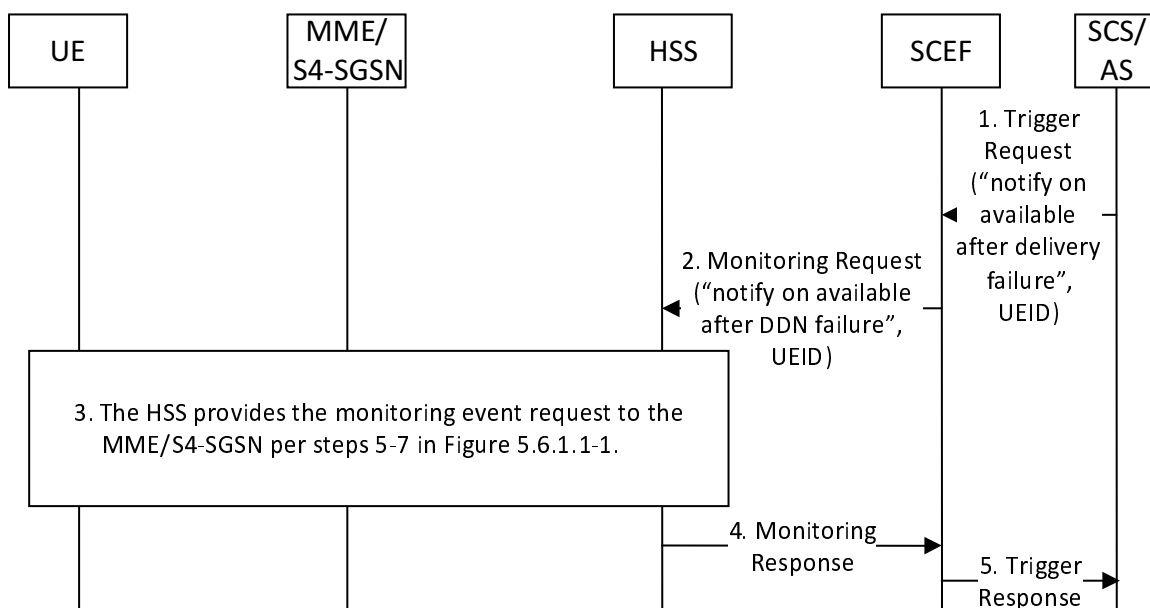 UE
MME/
S4-SGSN
HSS
SCEF
SCS/
AS
1. Trigger
Request
(“notify on
available
after delivery
failure”,
UEID)
2. Monitoring Request
(“notify on available
after DDN failure”,
UEID)
3. The HSS provides the monitoring event request to the
MME/S4-SGSN per steps 5-7 in Figure 5.6.1.1-1.
4. Monitoring
Response
5. Trigger
Response